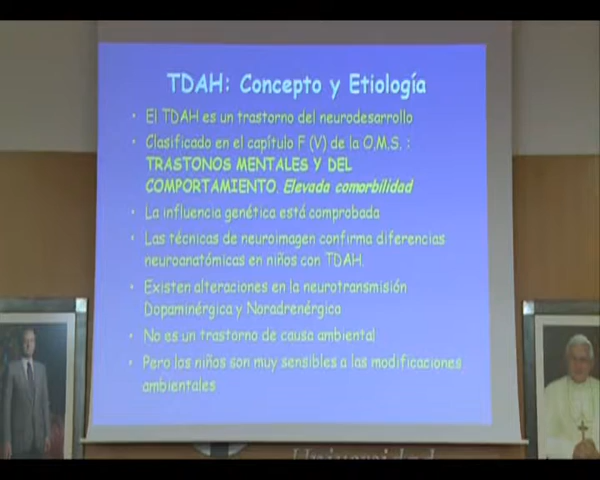 TDAH: Concepto y Etiología
• El TDAH es un trastorno del neurodesarrollo
• Clasificado en el capítulo F (V) de la O.M.S. :
TRASTONOS MENTALES Y DEL
COMPORTAMIENTO. Elevada comorbilidad
• La influencia genética está comprobada
• Las técnicas de neuroimagen confirma diferencias
neuroanatómicas en niños con TDAH.
• Existen alteraciones en la neurotransmisión
Dopaminérgica y Noradrenérgica
• No es un trastorno de causa ambiental
• Pero los niños son muy sensibles a las modificaciones
ambientales
Universidad